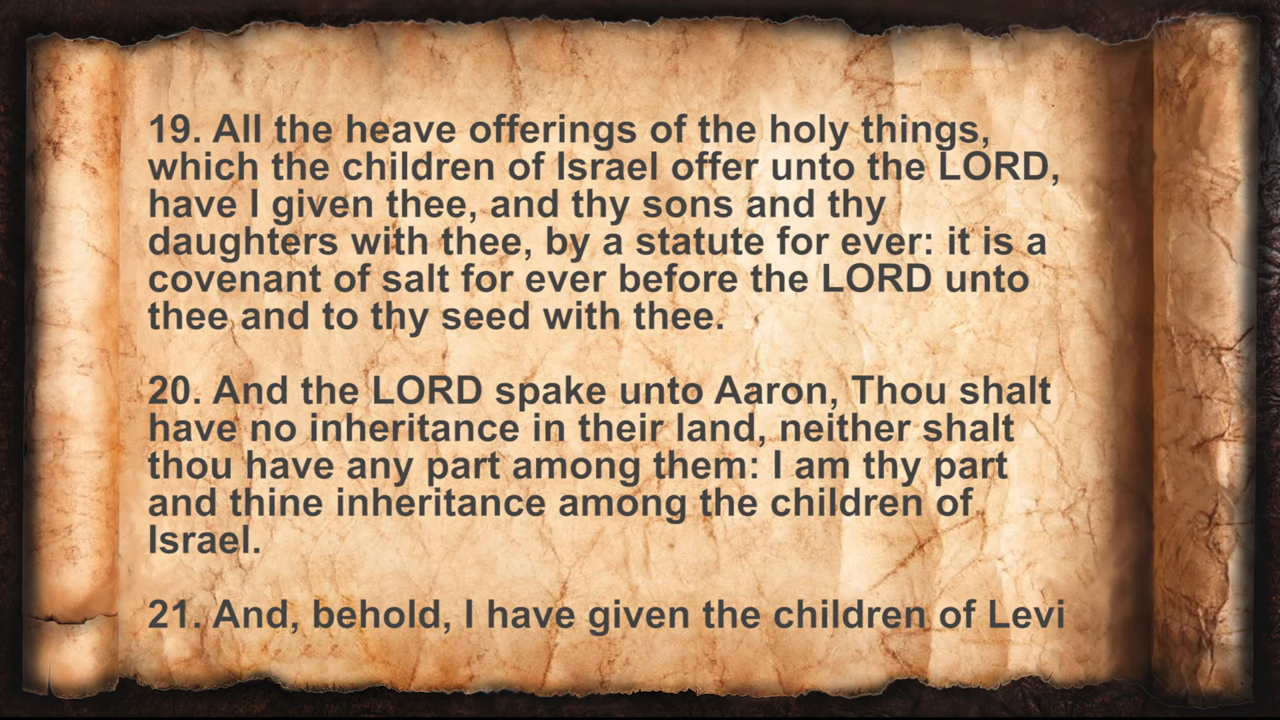 19. All the heave offerings of the holy things,
which the children of Israel offer unto the LORD,
have I given thee, and thy sons and thy
daughters with thee, by a statute for ever: it is a
covenant of salt for ever before the LORD unto
thee and to thy seed with thee.
20. And the LORD spake unto Aaron, Thou shalt
have no inheritance in their land, neither shalt
thou have any part among them: I am thy part
and thine inheritance among the children of
Israel.
21. And, behold, I have given the children of Levi